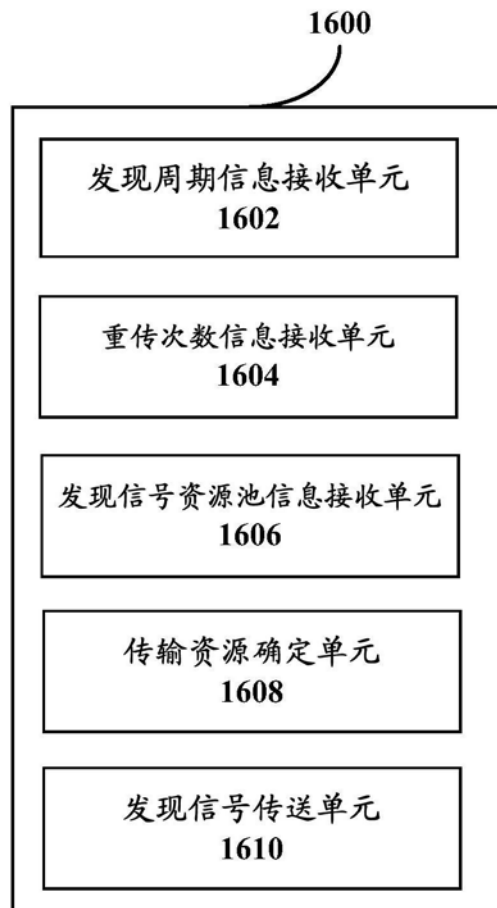 1600
发现周期信息接收单元
1602
重传次数信息接收单元
1604
发现信号资源池信息接收单元
1606
传输资源确定单元
1608
发现信号传送单元
1610